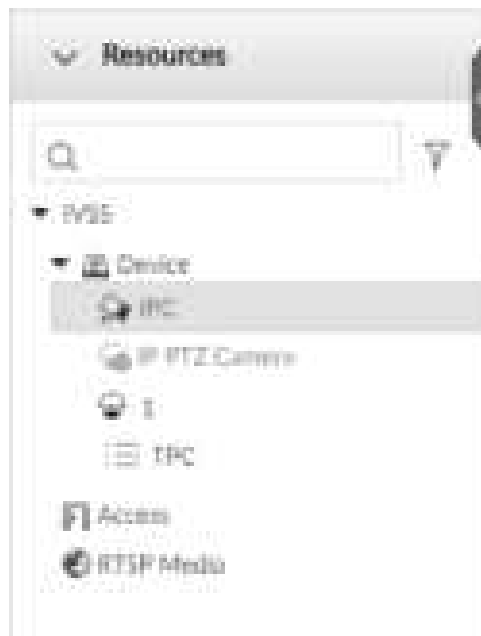 Resources
IVSS
Device
IPC
IP PTZ Camera
1
TPC
Access
RTSP Media